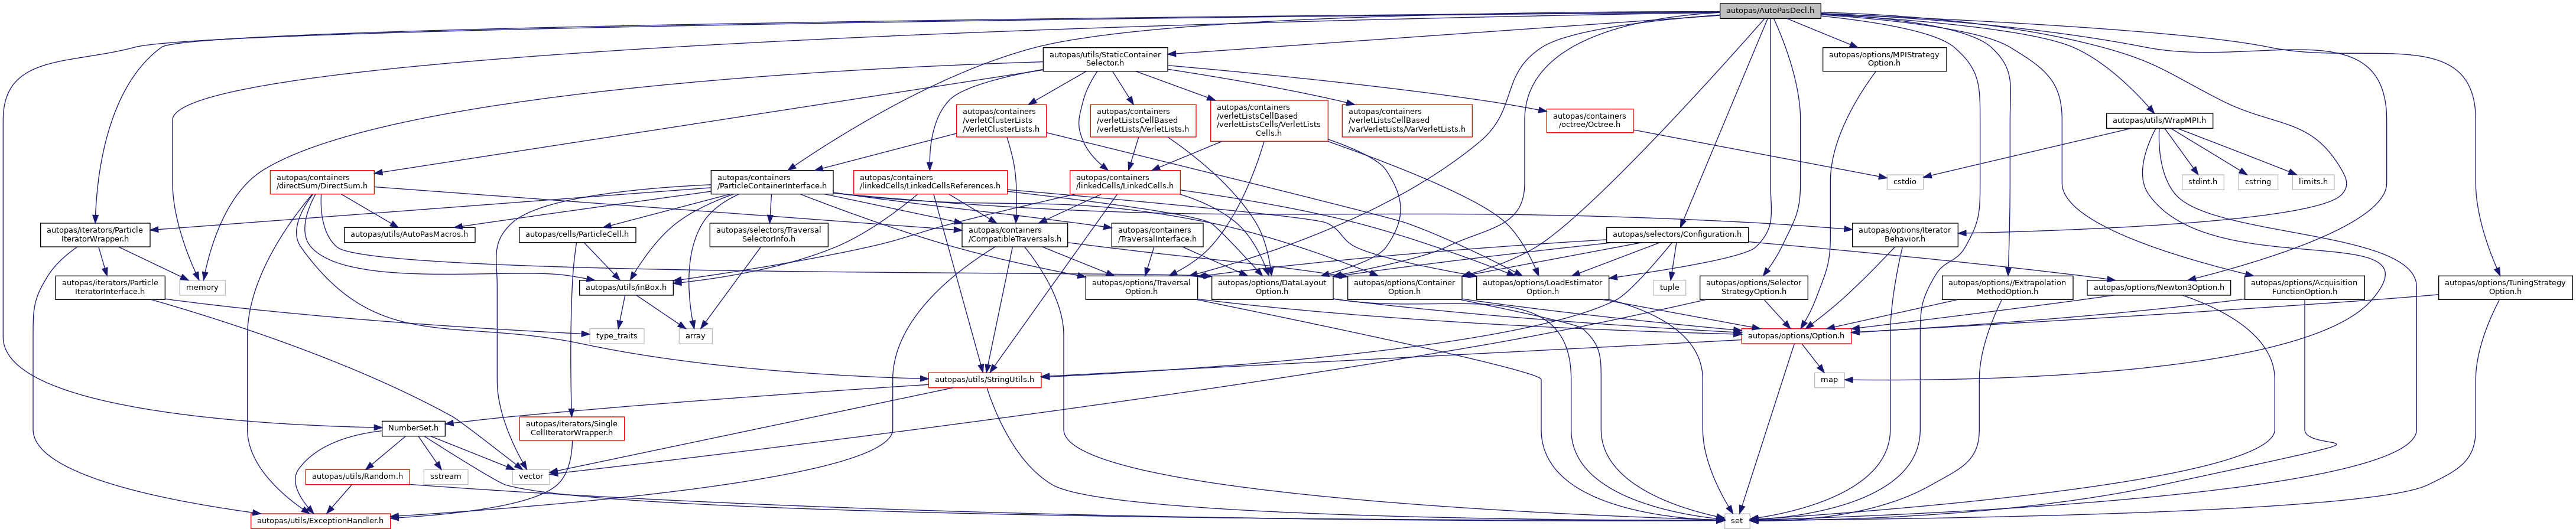 autopas/AutoPasDecl.h
autopas/utils/StaticContainer
Selector.h
autopas/options/MPIStrategy
Option.h
autopas/containers
/verletClusterLists
/VerletClusterLists.h
autopas/containers
/verletListsCellBased
/verletLists/VerletLists.h
autopas/containers
/verletListsCellBased
/verletListsCells/VerletLists
Cells.h
autopas/containers
/verletListsCellBased
/varVerletLists/VarVerletLists.h
autopas/containers
/octree/Octree.h
autopas/utils/WrapMPI.h
autopas/containers
/directSum/DirectSum.h
autopas/containers
/ParticleContainerInterface.h
autopas/containers
/linkedCells/LinkedCellsReferences.h
autopas/containers
/linkedCells/LinkedCells.h
cstdio
stdint.h
cstring
limits.h
autopas/iterators/Particle
IteratorWrapper.h
autopas/utils/AutoPasMacros.h
autopas/cells/ParticleCell.h
autopas/selectors/Traversal
SelectorInfo.h
autopas/containers
/CompatibleTraversals.h
autopas/containers
/TraversalInterface.h
autopas/selectors/Configuration.h
autopas/options/Iterator
Behavior.h
autopas/iterators/Particle
IteratorInterface.h
memory
autopas/utils/inBox.h
autopas/options/Traversal
Option.h
autopas/options/DataLayout
Option.h
autopas/options/Container
Option.h
autopas/options/LoadEstimator
Option.h
tuple
autopas/options/Selector
StrategyOption.h
autopas/options//Extrapolation
MethodOption.h
autopas/options/Newton3Option.h
autopas/options/Acquisition
FunctionOption.h
autopas/options/TuningStrategy
Option.h
type_traits
array
autopas/options/Option.h
autopas/utils/StringUtils.h
map
NumberSet.h
autopas/iterators/Single
CellIteratorWrapper.h
autopas/utils/Random.h
sstream
vector
autopas/utils/ExceptionHandler.h
set